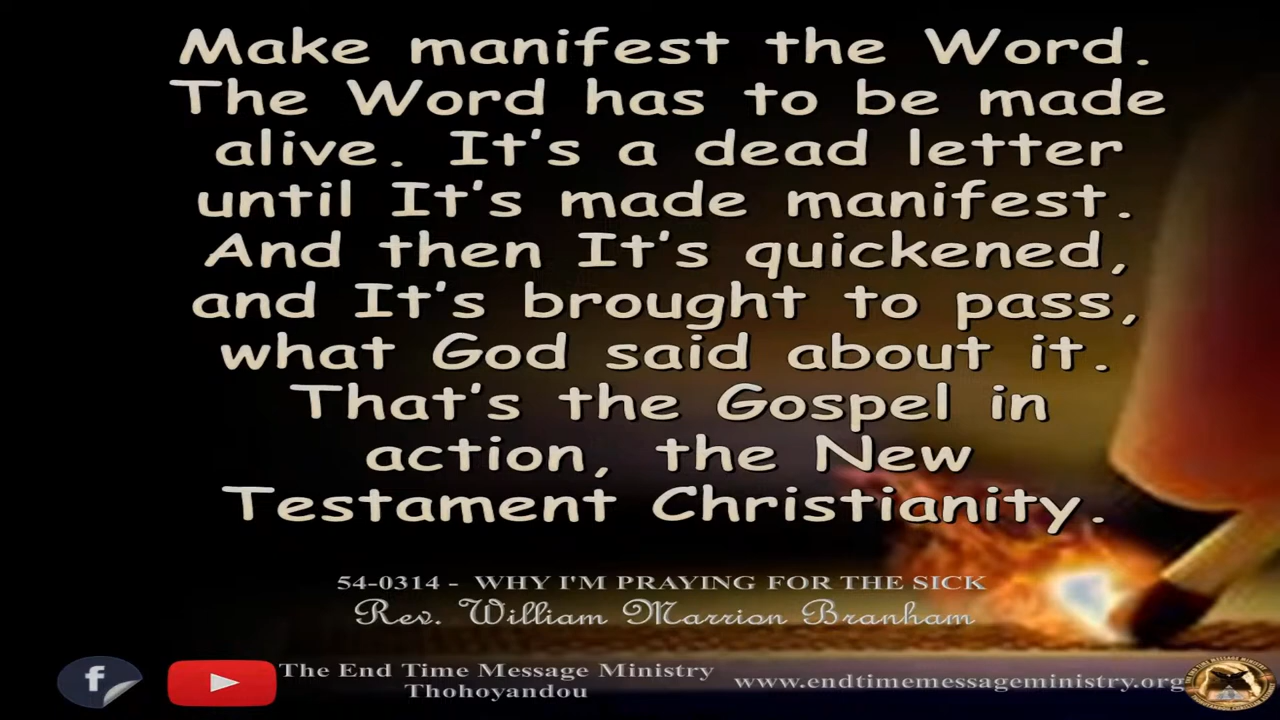 Make manifest the Word.
The Word has to be made
alive. It's a dead letter
until It's made manifest.
And then It's quickened,
and It's brought to pass,
what God said about it.
That's the Gospel in
action, the New
Testament Christianity.
54-0314 - WHY I'M PRAYING FOR THE SICK
Rev. William Marrion Branham
f
The End Time Message Ministry
Thohoyandou
www.endtimemessageministry.org